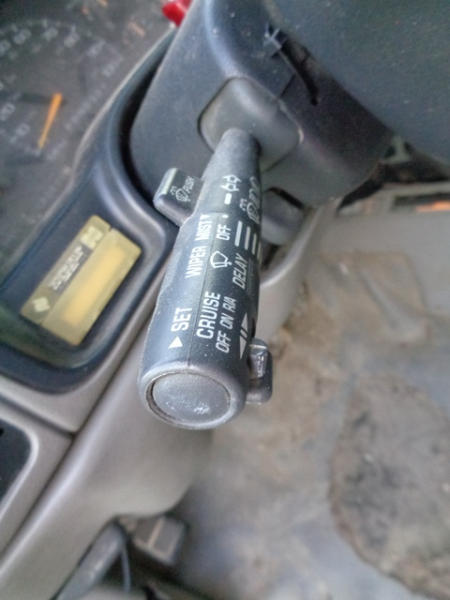 PUSH
WIPER MIST
OFF
DELAY
SET
CRUISE
OFF ON R/A